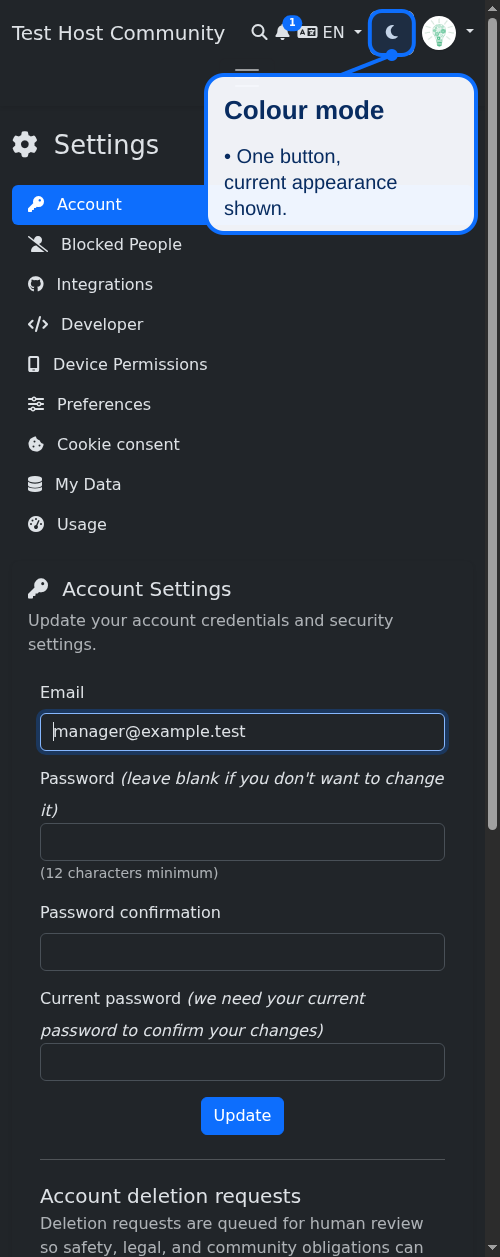 Test Host Community
1
EN
Colour mode
• One button,
current appearance
shown.
Settings
Account
Blocked People
Integrations
Developer
Device Permissions
Preferences
Cookie consent
My Data
Usage
Account Settings
Update your account credentials and security
settings.
Email
manager@example.test
Password (leave blank if you don't want to change
it)
(12 characters minimum)
Password confirmation
Current password (we need your current
password to confirm your changes)
Update
Account deletion requests
Deletion requests are queued for human review
so safety, legal, and community obligations can